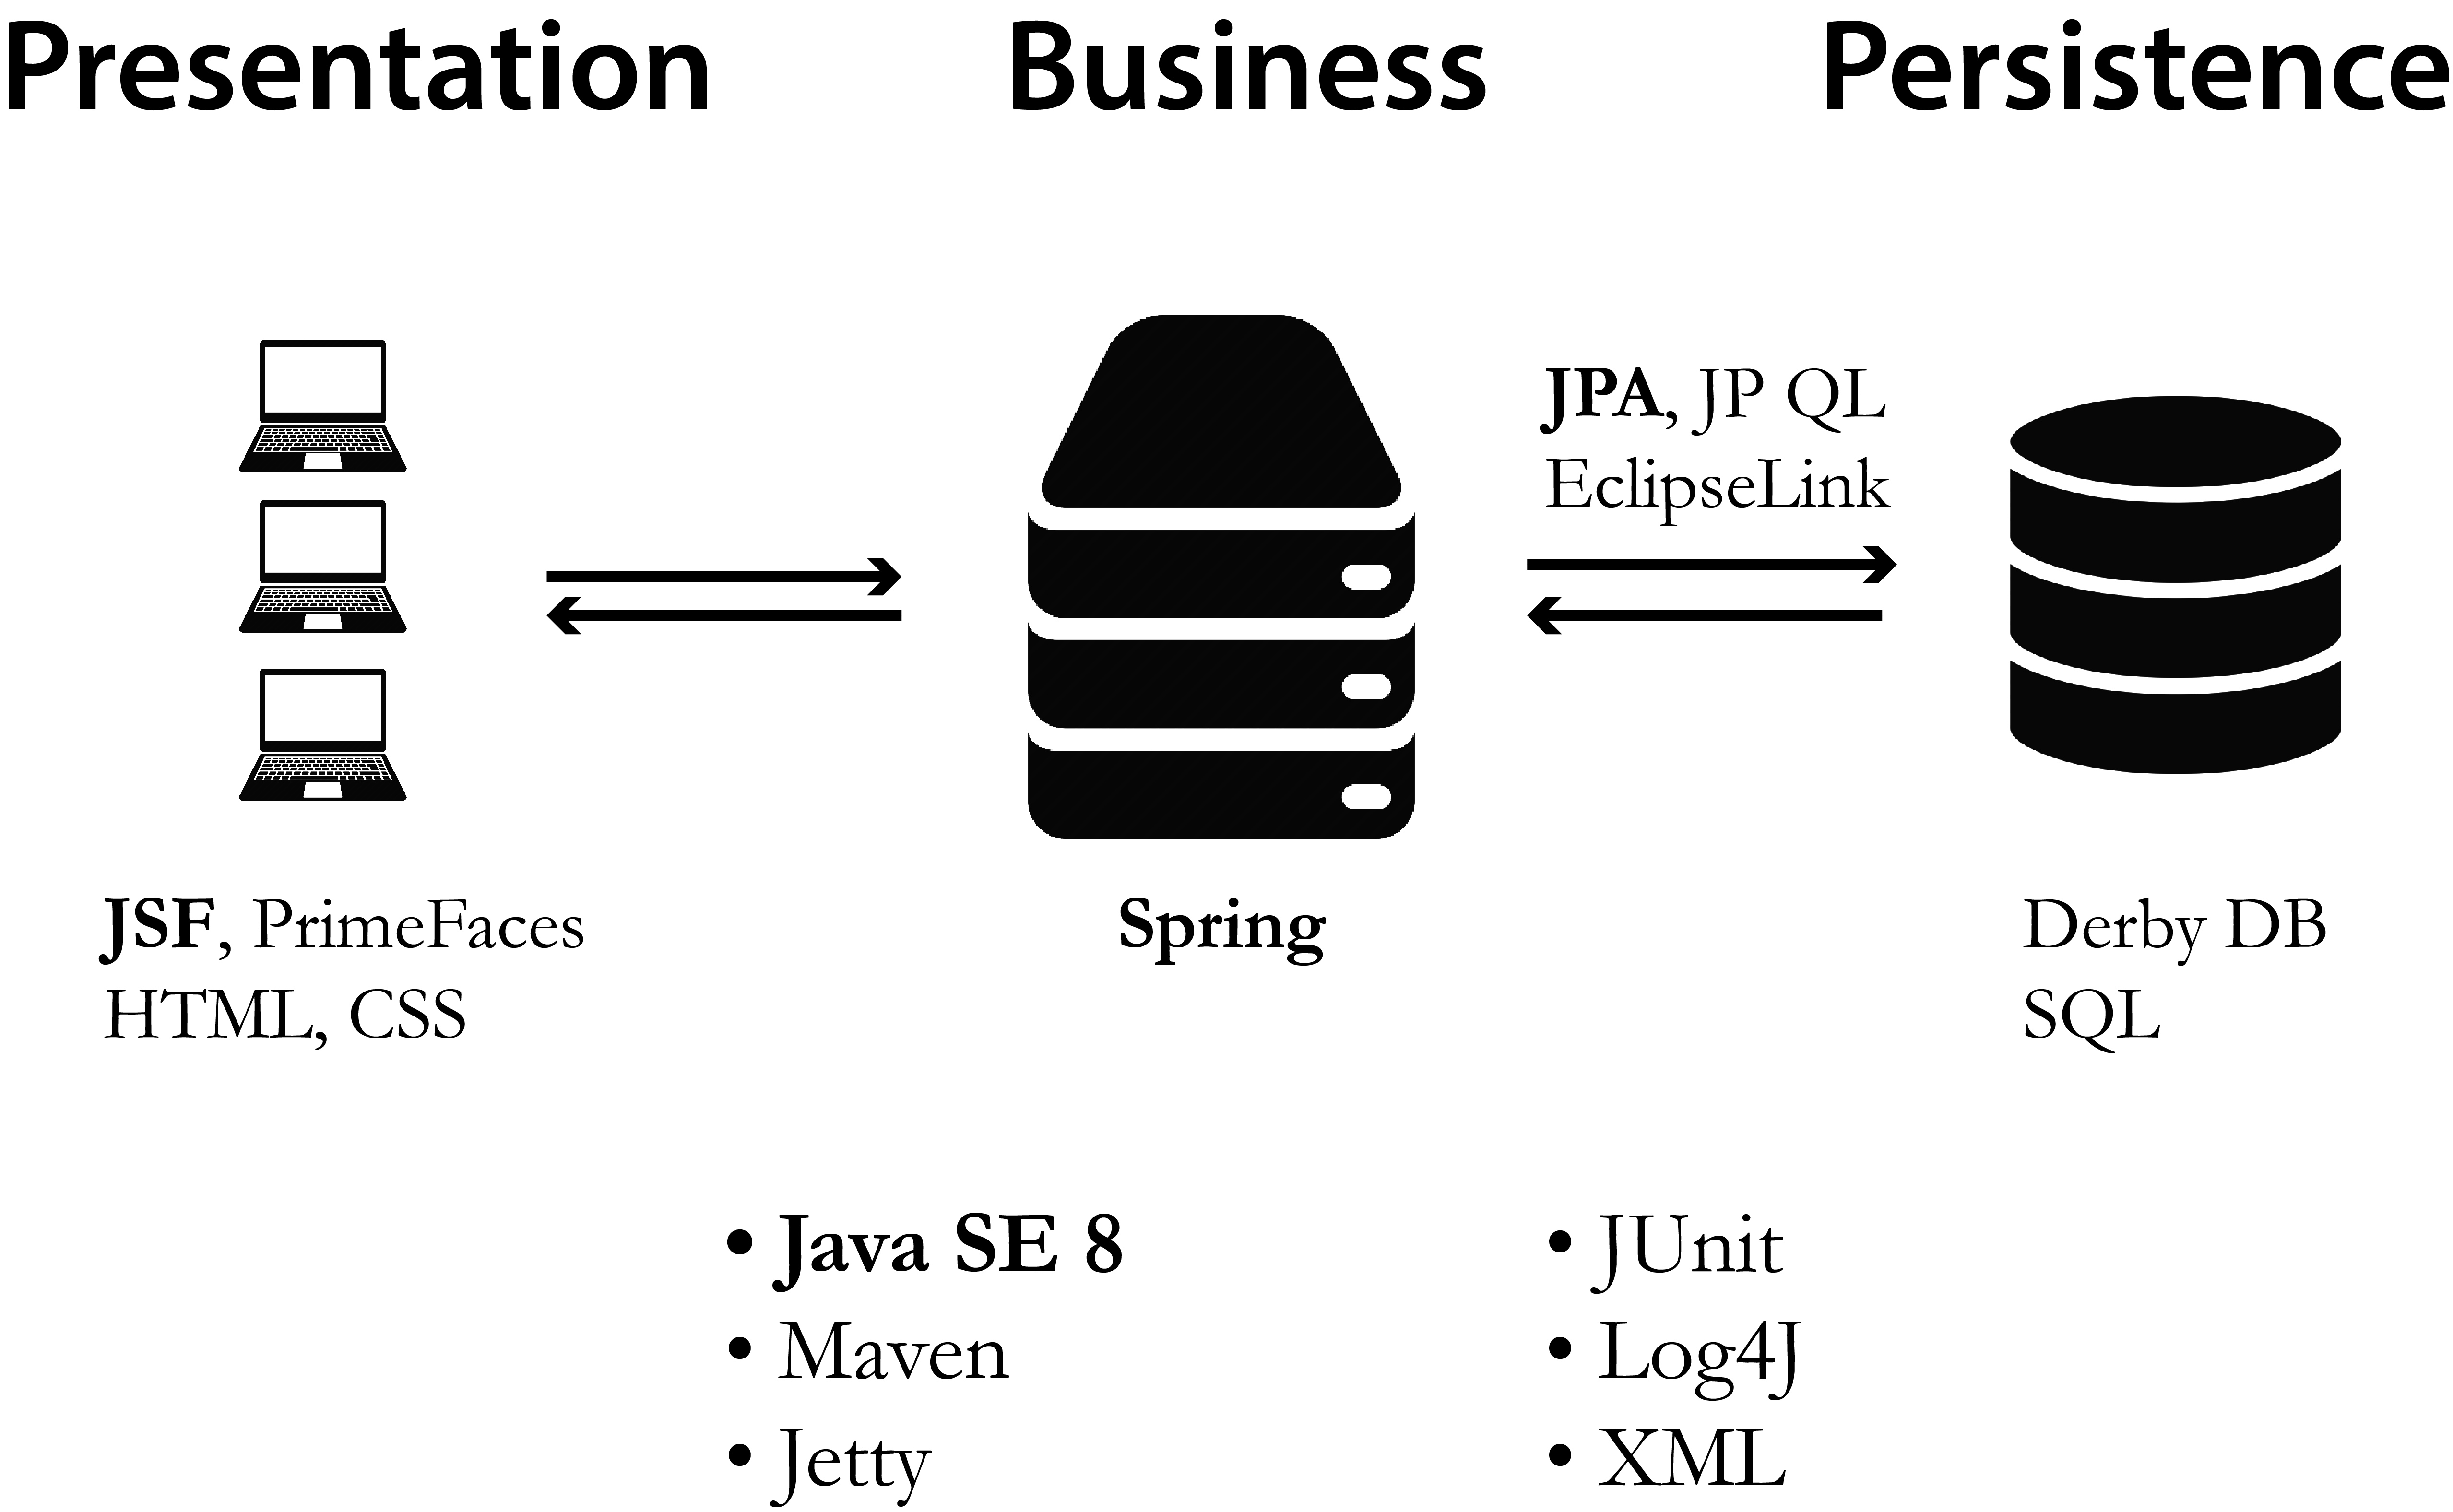 Presentation
Business
Persistence
JPA, JP QL
EclipseLink
JSF, PrimeFaces
HTML, CSS
Spring
Derby DB
SQL
• Java SE 8
• Maven
• Jetty
• JUnit
• Log4J
• XML